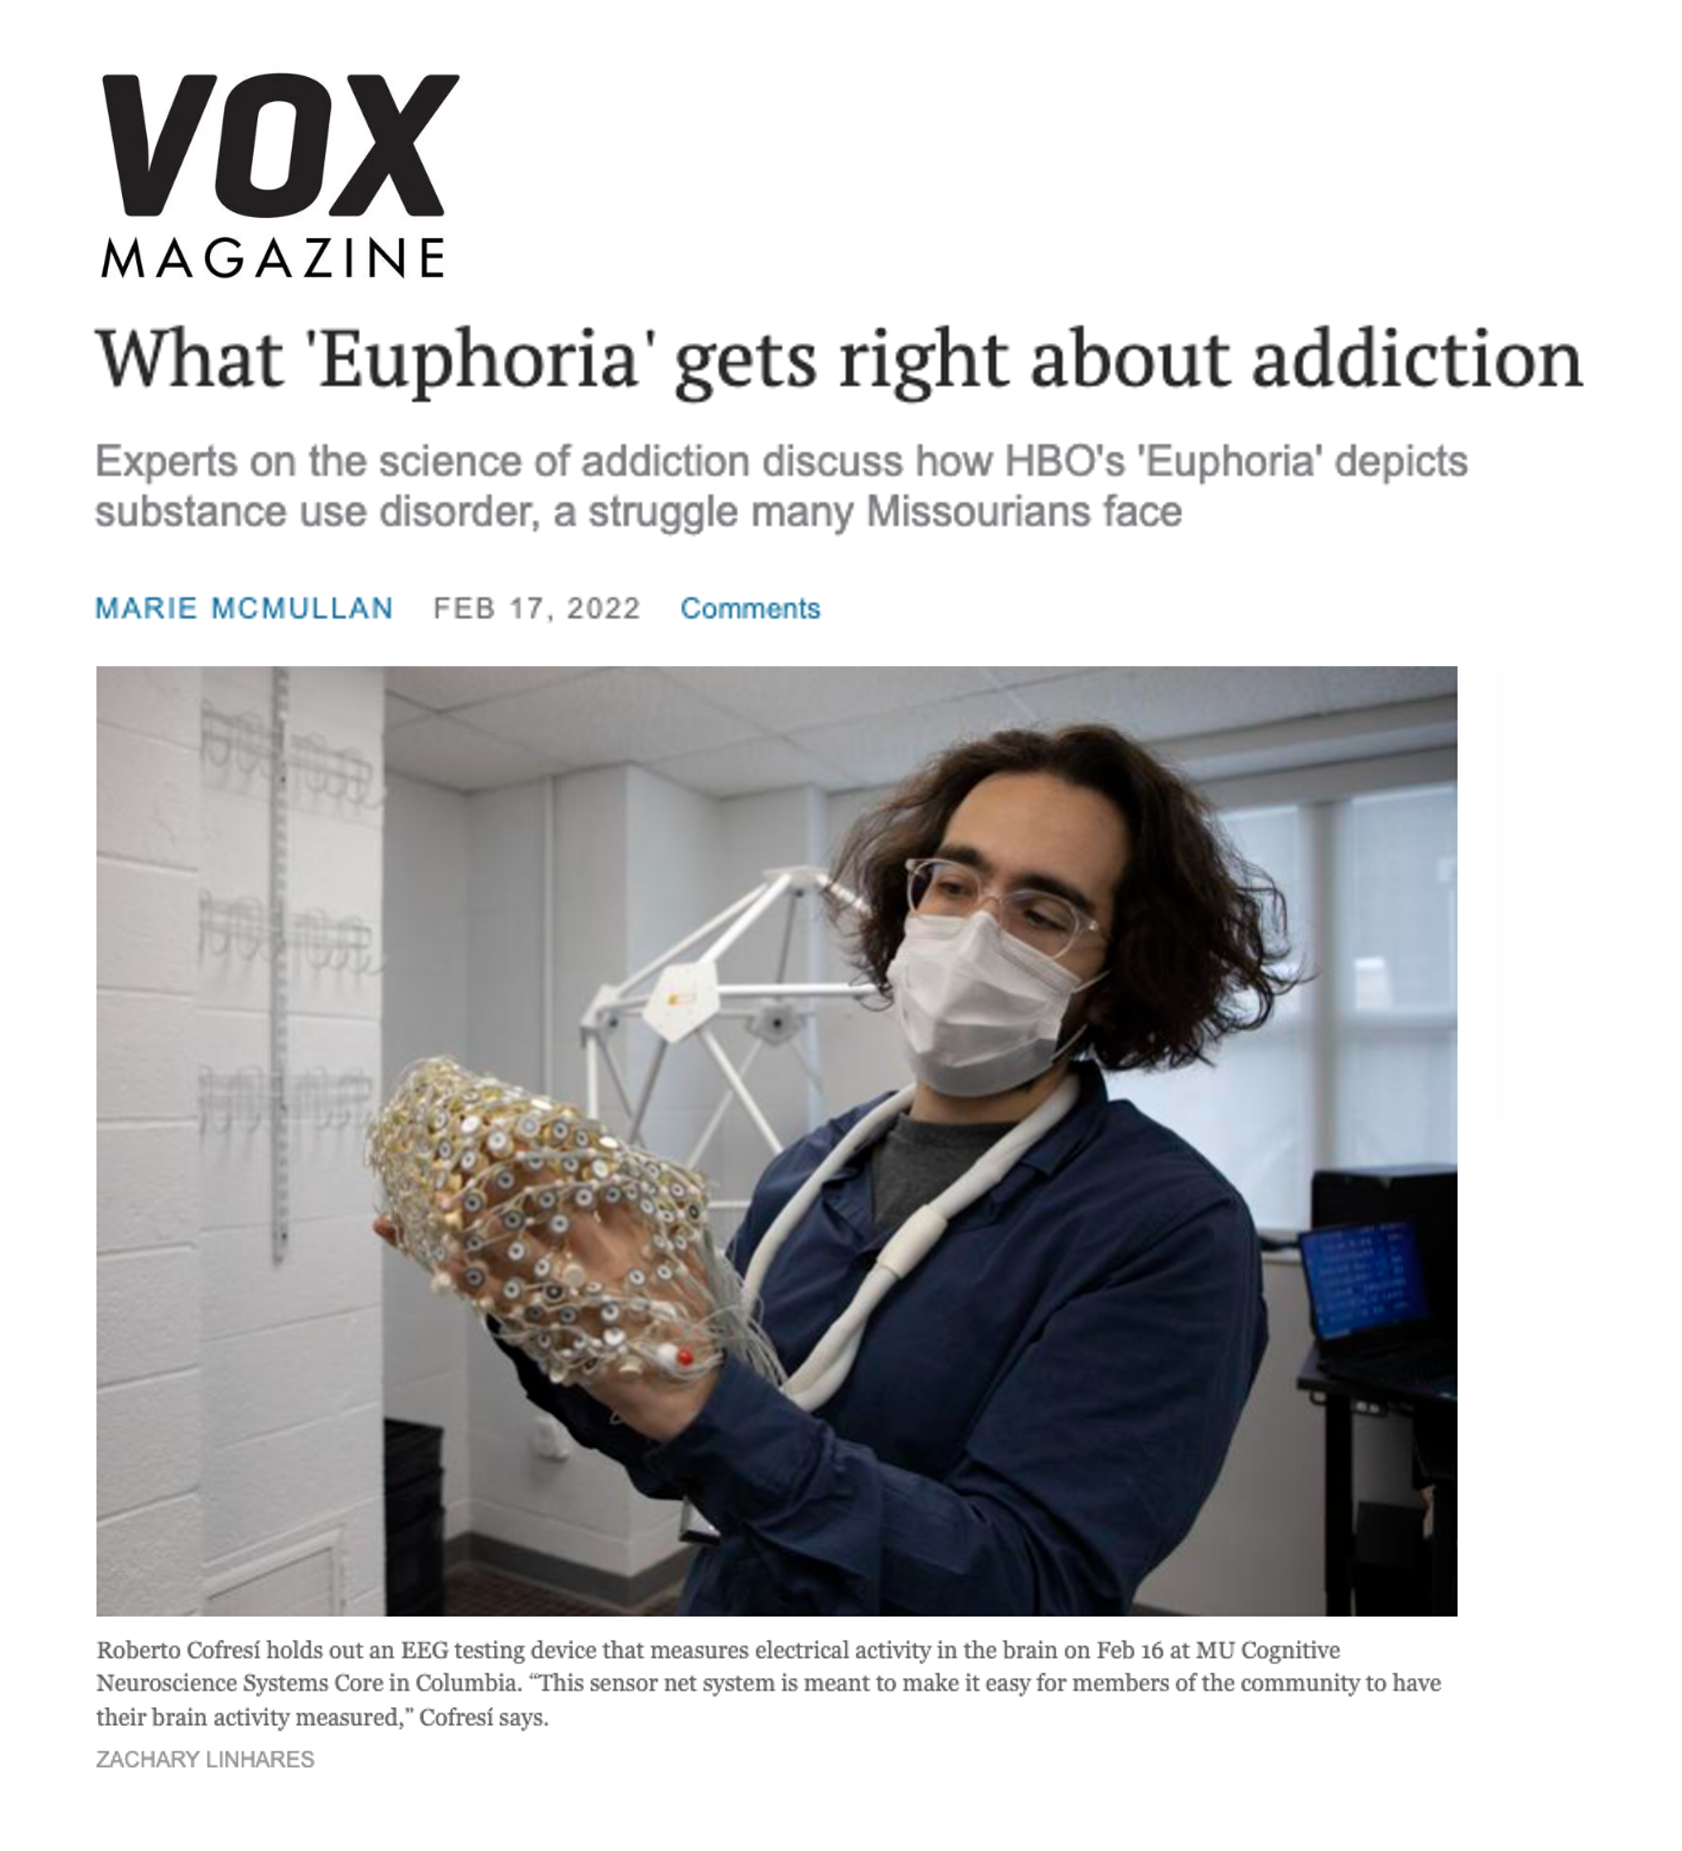 VOX
MAGAZINE
What 'Euphoria' gets right about addiction
Experts on the science of addiction discuss how HBO's 'Euphoria' depicts
substance use disorder, a struggle many Missourians face
MARIE MCMULLAN FEB 17, 2022 Comments
Roberto Cofresí holds out an EEG testing device that measures electrical activity in the brain on Feb 16 at MU Cognitive
Neuroscience Systems Core in Columbia. “This sensor net system is meant to make it easy for members of the community to have
their brain activity measured,” Cofresí says.
ZACHARY LINHARES